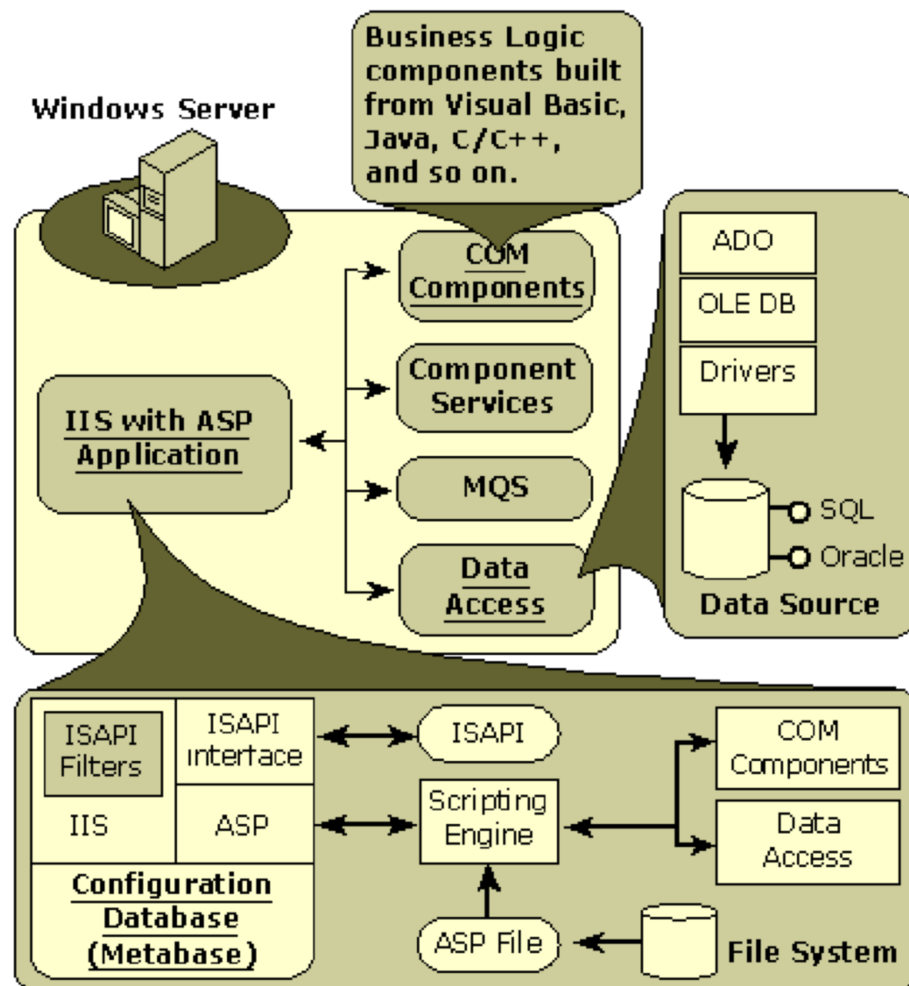 Business Logic
components built
from Visual Basic,
Java, C/C++,
and so on.
Windows Server
COM
Components
Component
Services
IIS with ASP
Application
MQS
Data
Access
ADO
OLE DB
Drivers
SQL
Oracle
Data Source
ISAPI
Filters
ISAPI
interface
ISAPI
COM
Components
IIS
ASP
Scripting
Engine
Data
Access
Configuration
Database
(Metabase)
ASP File
File System